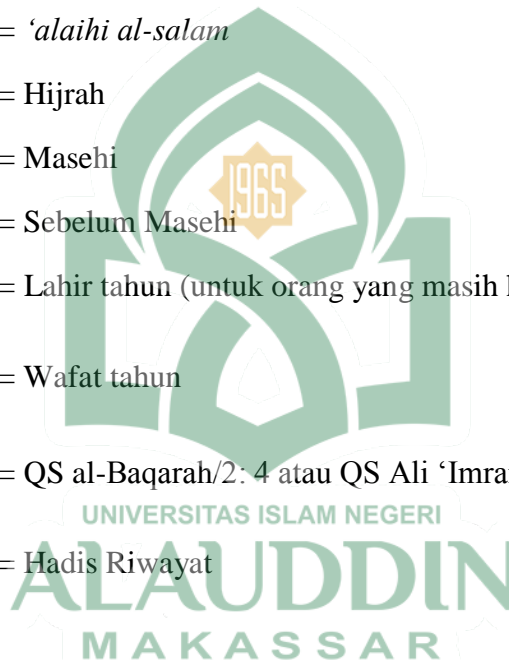 = ‘alaihi al-salam
= Hijrah
= Masehi
1965
= Sebelum Masehi
= Lahir tahun (untuk orang yang masih
= Wafat tahun
= QS al-Baqarah/2: 4 atau QS Ali ‘Imra
UNIVERSITAS ISLAM NEGERI
= Hadis Riwayat
ALAUDDIN
MAKASSAR